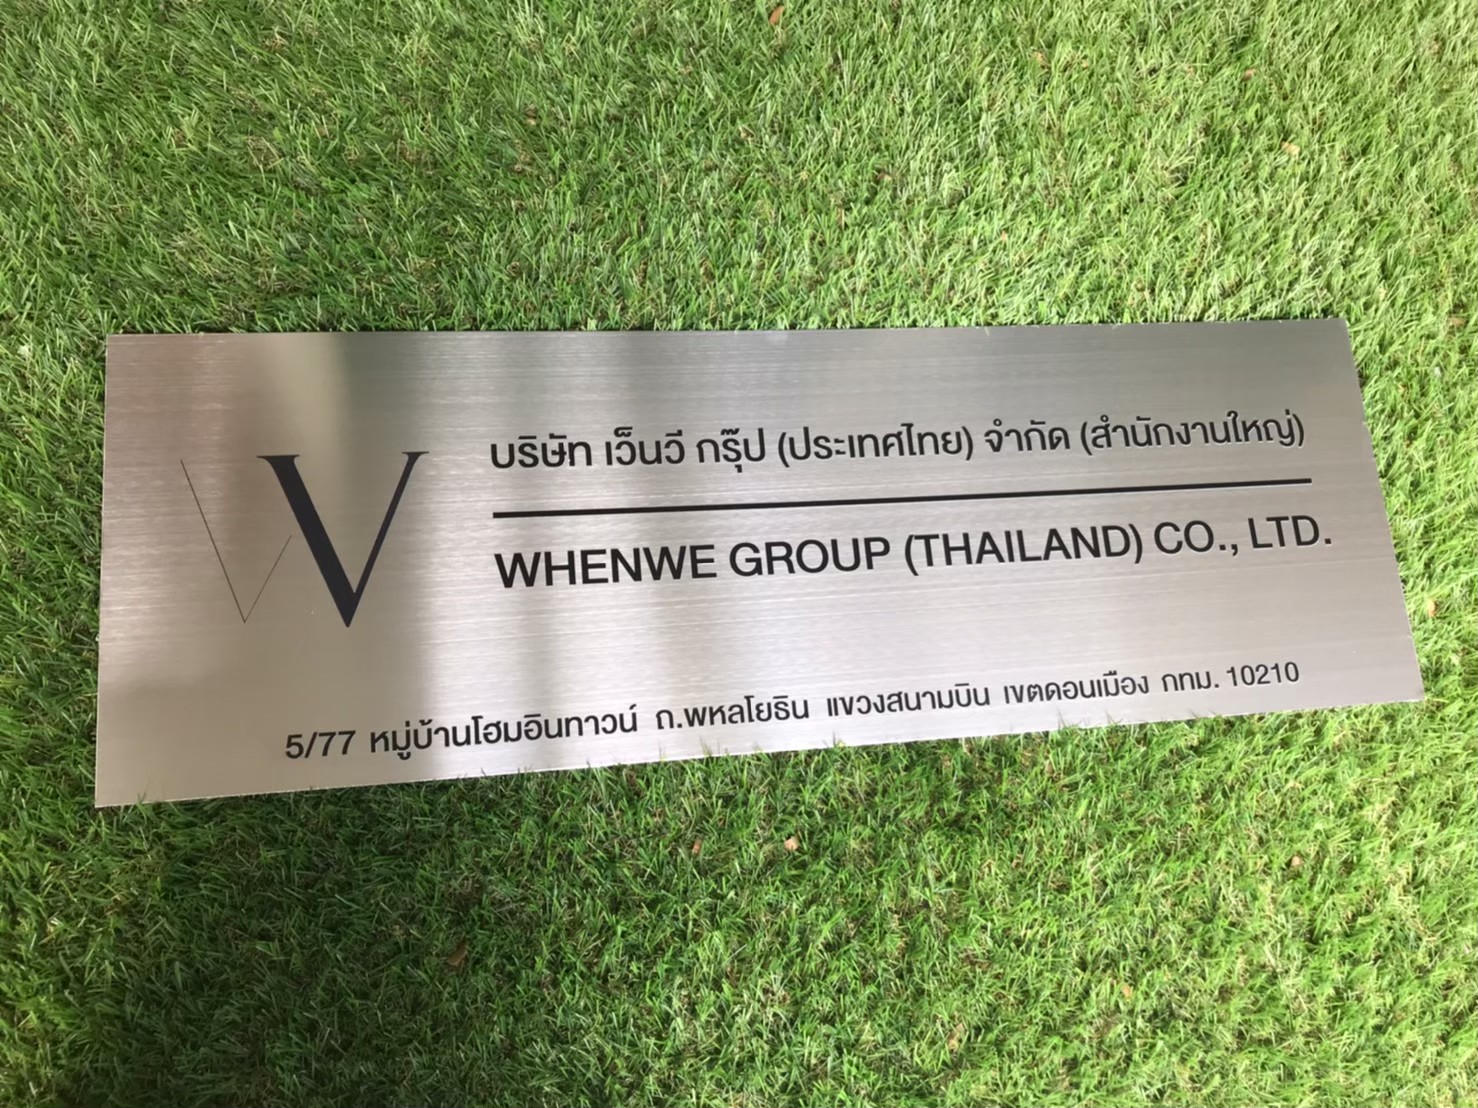 W
บริษัท เว็นวี กรุ๊ป (ประเทศไทย) จำกัด (สำนักงานใหญ่)
WHENWE GROUP (THAILAND) CO., LTD.
5/77 หมู่บ้านโฮมอินทาวน์ ถ.พหลโยธิน แขวงสนามบิน เขตดอนเมือง กทม. 10210